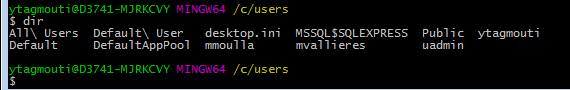 ytagmouti@D3741-MJRKCVY MINGW64 /c/users
$ dir
All\ Users  Default\ User   desktop.ini  MSSQL$SQLEXPRESS  Public  ytagmouti
Default     DefaultAppPool  mmoulla      mvallieres        uadmin
ytagmouti@D3741-MJRKCVY MINGW64 /c/users
$